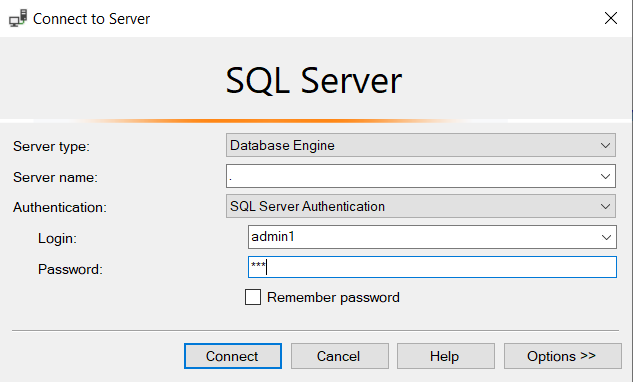 Connect to Server
SQL Server
Server type: Database Engine
Server name: .
Authentication: SQL Server Authentication
Login: admin1
Password: ***
Remember password
Connect Cancel Help Options >>